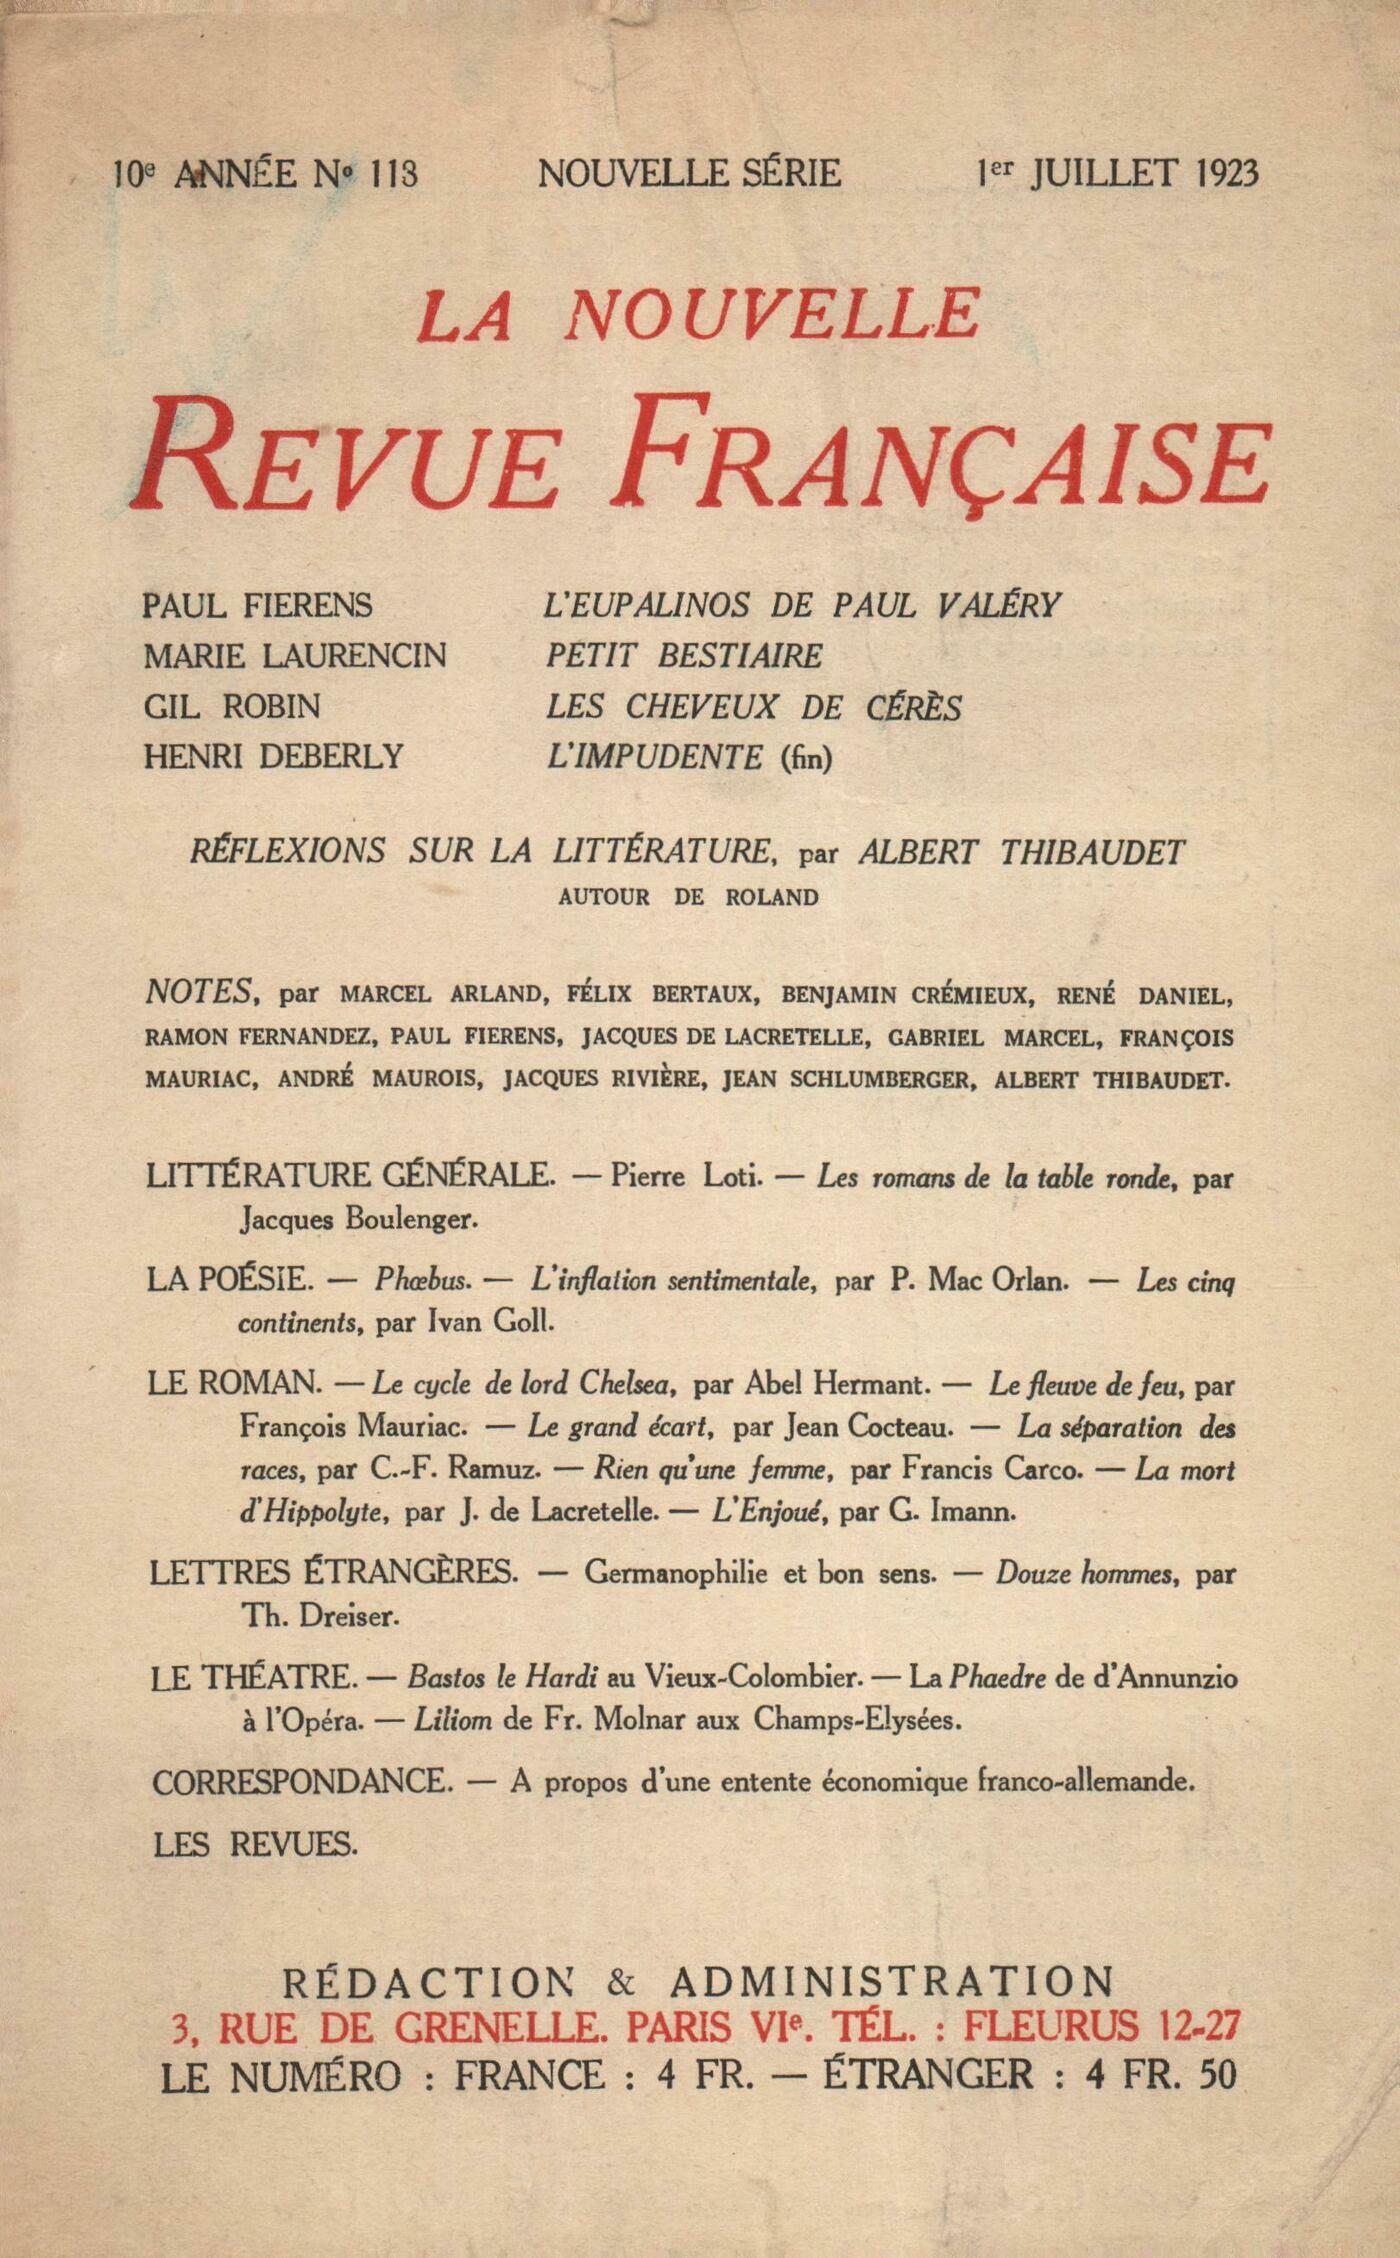 10e ANNÉE No 113 NOUVELLE SÉRIE 1er JUILLET 1923
LA NOUVELLE
REVUE FRANÇAISE
PAUL FIERENS L'EUPALINOS DE PAUL VALÉRY
MARIE LAURENCIN PETIT BESTIAIRE
GIL ROBIN LES CHEVEUX DE CÉRÈS
HENRI DEBERLY L'IMPUDENTE (fin)
RÉFLEXIONS SUR LA LITTÉRATURE, par ALBERT THIBAUDET
AUTOUR DE ROLAND
NOTES, par MARCEL ARLAND, FÉLIX BERTAUX, BENJAMIN CRÉMIEUX, RENÉ DANIEL,
RAMON FERNANDEZ, PAUL FIERENS, JACQUES DE LACRETELLE, GABRIEL MARCEL, FRANÇOIS
MAURIAC, ANDRÉ MAUROIS, JACQUES RIVIÈRE, JEAN SCHLUMBERGER, ALBERT THIBAUDET.
LITTÉRATURE GÉNÉRALE. — Pierre Loti. — Les romans de la table ronde, par
Jacques Boulenger.
LA POÉSIE. — Phœbus. — L'inflation sentimentale, par P. Mac Orlan. — Les cinq
continents, par Ivan Goll.
LE ROMAN. — Le cycle de lord Chelsea, par Abel Hermant. — Le fleuve de feu, par
François Mauriac. — Le grand écart, par Jean Cocteau. — La séparation des
races, par C.-F. Ramuz. — Rien qu'une femme, par Francis Carco. — La mort
d'Hippolyte, par J. de Lacretelle. — L'Enjoué, par G. Imann.
LETTRES ÉTRANGÈRES. — Germanophilie et bon sens. — Douze hommes, par
Th. Dreiser.
LE THÉATRE. — Bastos le Hardi au Vieux-Colombier. — La Phaedre de d'Annunzio
à l'Opéra. — Liliom de Fr. Molnar aux Champs-Elysées.
CORRESPONDANCE. — A propos d'une entente économique franco-allemande.
LES REVUES.
RÉDACTION & ADMINISTRATION
3, RUE DE GRENELLE. PARIS VIe. TÉL. : FLEURUS 12-27
LE NUMÉRO : FRANCE : 4 FR. — ÉTRANGER : 4 FR. 50